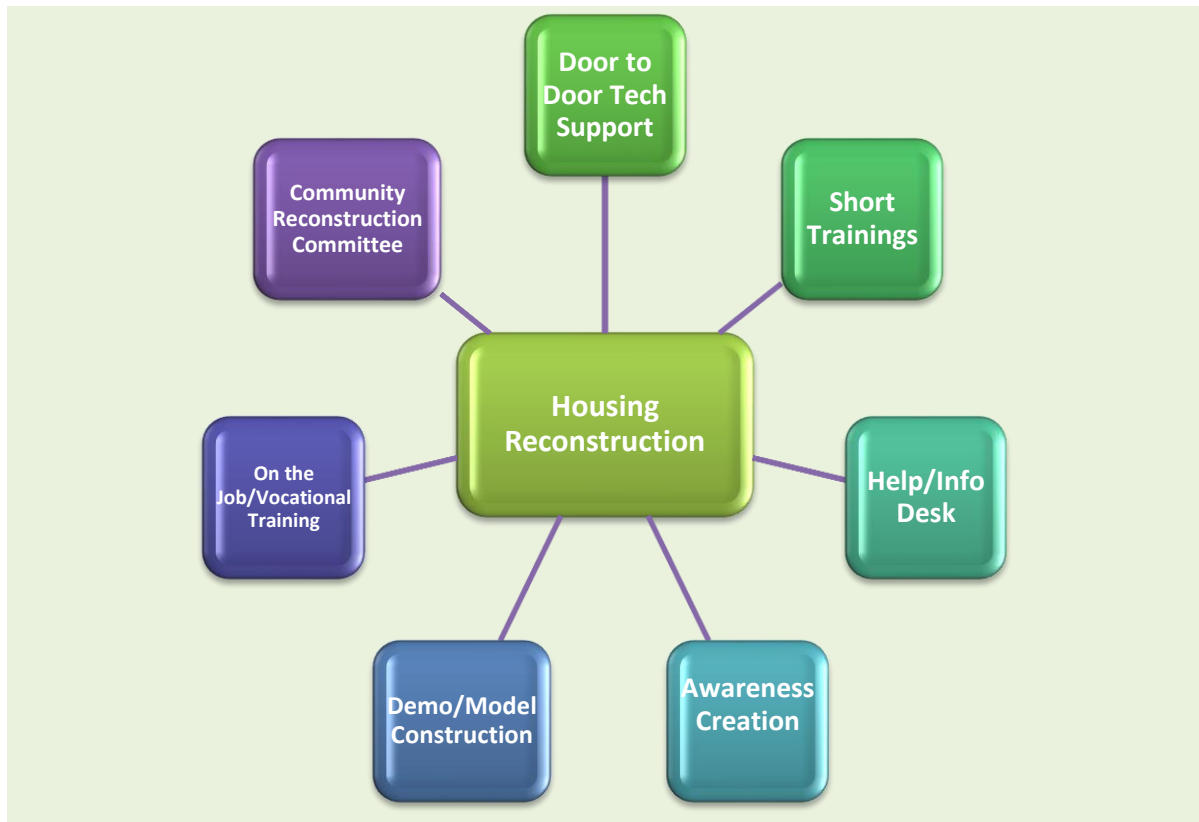 Door to
Door Tech
Support
Short
Trainings
Help/Info
Desk
Awareness
Creation
Demo/Model
Construction
On the
Job/Vocational
Training
Community
Reconstruction
Committee
Housing
Reconstruction